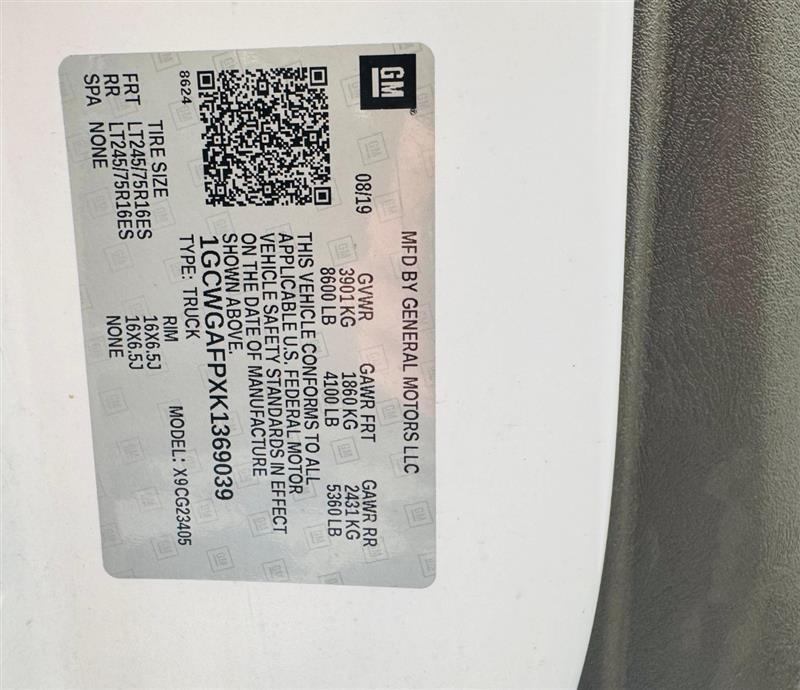 GM
MFD BY GENERAL MOTORS LLC
08/19
GVWR GAWR FRT GAWR RR
3901 KG 1860 KG 2431 KG
8600 LB 4100 LB 5360 LB
THIS VEHICLE CONFORMS TO ALL
APPLICABLE U.S. FEDERAL MOTOR
VEHICLE SAFETY STANDARDS IN EFFECT
ON THE DATE OF MANUFACTURE
SHOWN ABOVE.
1GCWGAFPXK1369039
TYPE: TRUCK MODEL: X9CG23405
8624
TIRE SIZE RIM
FRT LT245/75R16ES 16X6.5J
RR LT245/75R16ES 16X6.5J
SPA NONE NONE